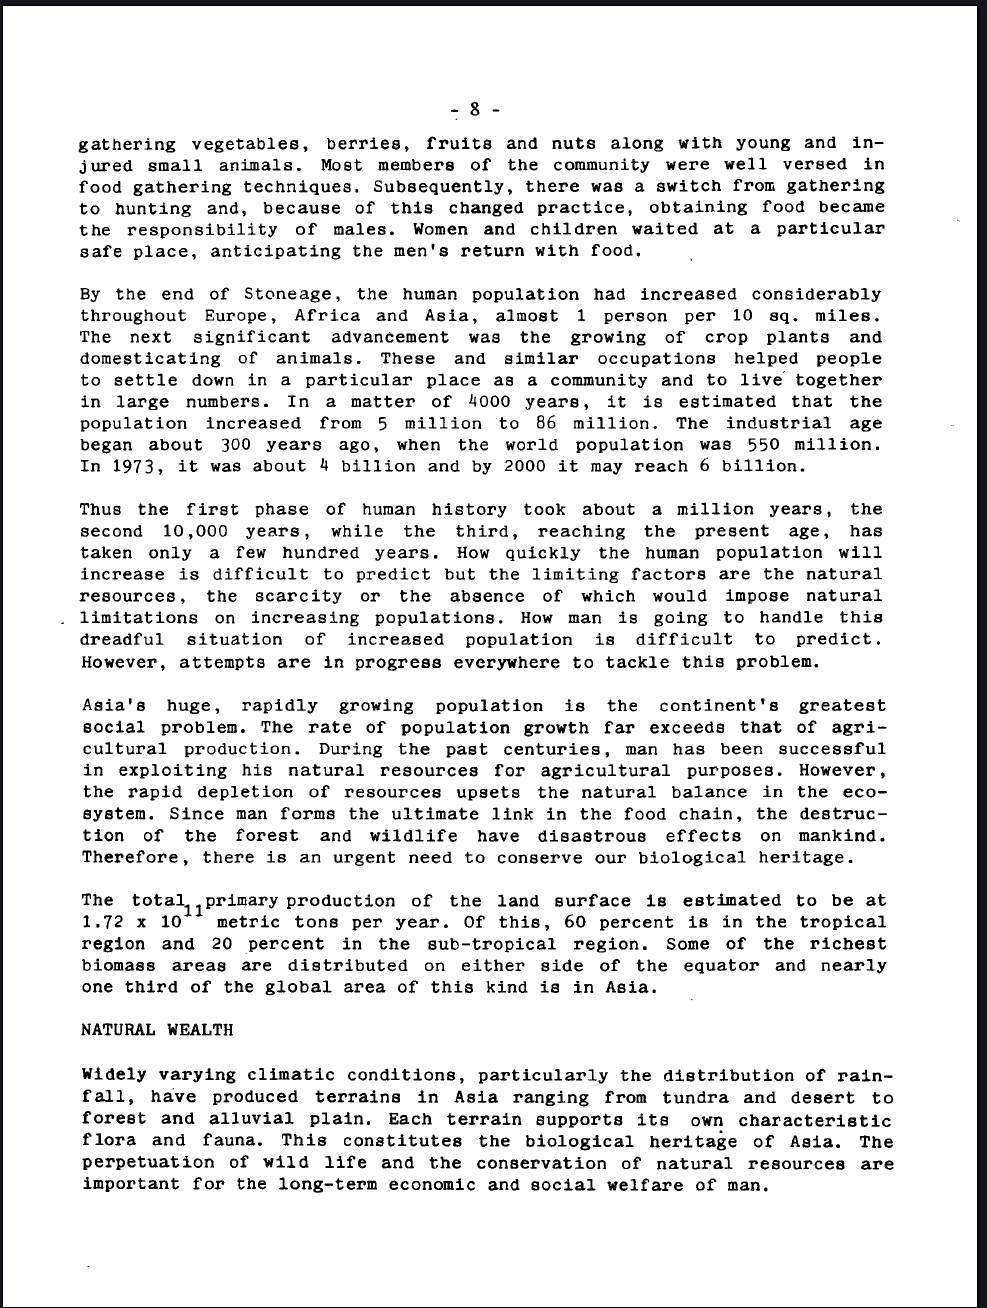 - 8 -
gathering vegetables, berries, fruits and nuts along with young and in-
jured small animals. Most members of the community were well versed in
food gathering techniques. Subsequently, there was a switch from gathering
to hunting and, because of this changed practice, obtaining food became
the responsibility of males. Women and children waited at a particular
safe place, anticipating the men's return with food.
By the end of Stoneage, the human population had increased considerably
throughout Europe, Africa and Asia, almost 1 person per 10 sq. miles.
The next significant advancement was the growing of crop plants and
domesticating of animals. These and similar occupations helped people
to settle down in a particular place as a community and to live together
in large numbers. In a matter of 4000 years, it is estimated that the
population increased from 5 million to 86 million. The industrial age
began about 300 years ago, when the world population was 550 million.
In 1973, it was about 4 billion and by 2000 it may reach 6 billion.
Thus the first phase of human history took about a million years, the
second 10,000 years, while the third, reaching the present age, has
taken only a few hundred years. How quickly the human population will
increase is difficult to predict but the limiting factors are the natural
resources, the scarcity or the absence of which would impose natural
limitations on increasing populations. How man is going to handle this
dreadful situation of increased population is difficult to predict.
However, attempts are in progress everywhere to tackle this problem.
Asia's huge, rapidly growing population is the continent's greatest
social problem. The rate of population growth far exceeds that of agri-
cultural production. During the past centuries, man has been successful
in exploiting his natural resources for agricultural purposes. However,
the rapid depletion of resources upsets the natural balance in the eco-
system. Since man forms the ultimate link in the food chain, the destruc-
tion of the forest and wildlife have disastrous effects on mankind.
Therefore, there is an urgent need to conserve our biological heritage.
The total primary production of the land surface is estimated to be at
1.72 x 10¹¹ metric tons per year. Of this, 60 percent is in the tropical
region and 20 percent in the sub-tropical region. Some of the richest
biomass areas are distributed on either side of the equator and nearly
one third of the global area of this kind is in Asia.
NATURAL WEALTH
Widely varying climatic conditions, particularly the distribution of rain-
fall, have produced terrains in Asia ranging from tundra and desert to
forest and alluvial plain. Each terrain supports its own characteristic
flora and fauna. This constitutes the biological heritage of Asia. The
perpetuation of wild life and the conservation of natural resources are
important for the long-term economic and social welfare of man.